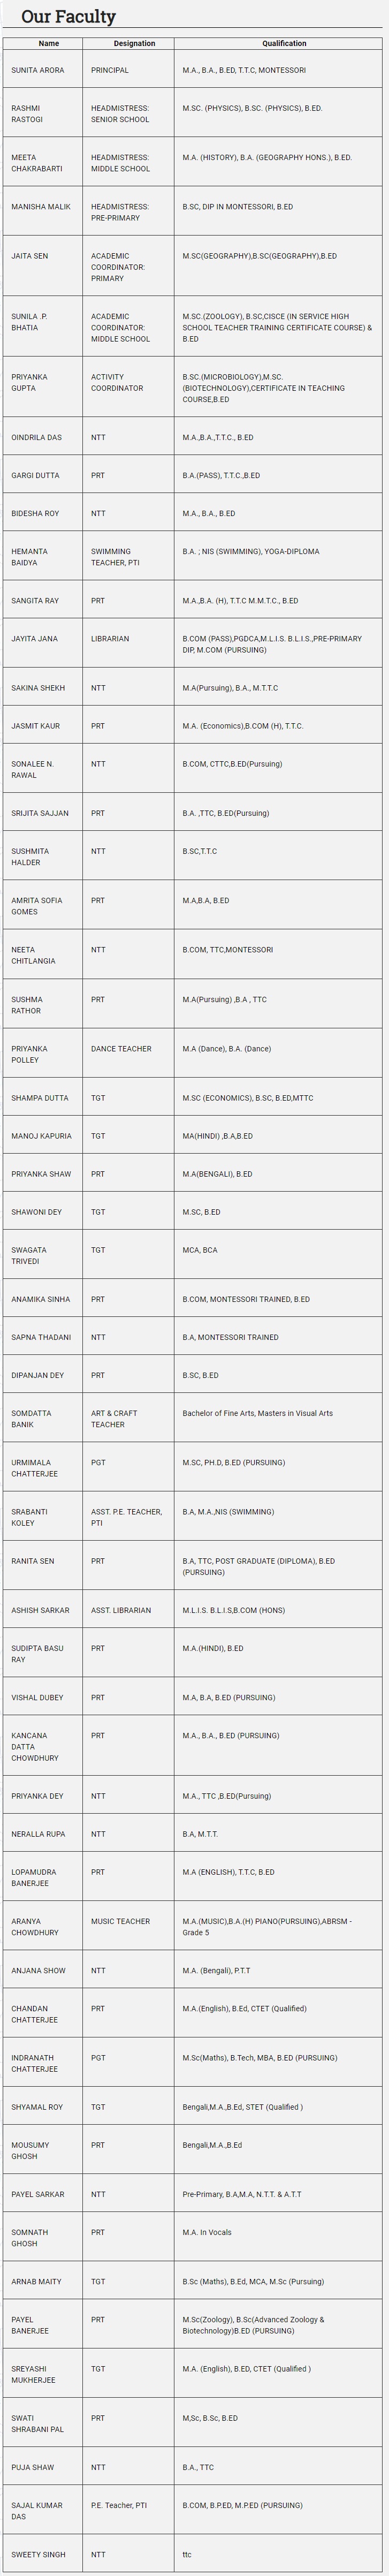 Our Faculty
Name Designation Qualification
SUNITA ARORA PRINCIPAL M.A., B.A., B.ED, T.T.C, MONTESSORI
RASHMI HEADMISTRESS: M.SC. (PHYSICS), B.SC. (PHYSICS), B.ED.
RASTOGI SENIOR SCHOOL
MEETA HEADMISTRESS: M.A. (HISTORY), B.A. (GEOGRAPHY HONS.), B.ED.
CHAKRABARTI MIDDLE SCHOOL
MANISHA MALIK HEADMISTRESS: B.SC, DIP IN MONTESSORI, B.ED
PRE-PRIMARY
JAITA SEN ACADEMIC M.SC(GEOGRAPHY),B.SC(GEOGRAPHY),B.ED
COORDINATOR:
PRIMARY
SUNILA .P. ACADEMIC M.SC.(ZOOLOGY), B.SC,CISCE (IN SERVICE HIGH
BHATIA COORDINATOR: SCHOOL TEACHER TRAINING CERTIFICATE COURSE) &
MIDDLE SCHOOL B.ED
PRIYANKA ACTIVITY B.SC.(MICROBIOLOGY),M.SC.
GUPTA COORDINATOR (BIOTECHNOLOGY),CERTIFICATE IN TEACHING
COURSE,B.ED
OINDRILA DAS NTT M.A.,B.A.,T.T.C., B.ED
GARGI DUTTA PRT B.A.(PASS), T.T.C.,B.ED
BIDESHA ROY NTT M.A., B.A., B.ED
HEMANTA SWIMMING B.A. ; NIS (SWIMMING), YOGA-DIPLOMA
BAIDYA TEACHER, PTI
SANGITA RAY PRT M.A.,B.A. (H), T.T.C M.M.T.C., B.ED
JAYITA JANA LIBRARIAN B.COM (PASS),PGDCA,M.L.I.S. B.L.I.S.,PRE-PRIMARY
DIP, M.COM (PURSUING)
SAKINA SHEKH NTT M.A(Pursuing), B.A., M.T.T.C
JASMIT KAUR PRT M.A. (Economics),B.COM (H), T.T.C.
SONALEE N. NTT B.COM, CTTC,B.ED(Pursuing)
RAWAL
SRIJITA SAJJAN PRT B.A. ,TTC, B.ED(Pursuing)
SUSHMITA NTT B.SC,T.T.C
HALDER
AMRITA SOFIA PRT M.A,B.A, B.ED
GOMES
NEETA NTT B.COM, TTC,MONTESSORI
CHITLANGIA
SUSHMA PRT M.A(Pursuing) ,B.A , TTC
RATHOR
PRIYANKA DANCE TEACHER M.A (Dance), B.A. (Dance)
POLLEY
SHAMPA DUTTA TGT M.SC (ECONOMICS), B.SC, B.ED,MTTC
MANOJ KAPURIA TGT MA(HINDI) ,B.A,B.ED
PRIYANKA SHAW PRT M.A(BENGALI), B.ED
SHAWONI DEY TGT M.SC, B.ED
SWAGATA TGT MCA, BCA
TRIVEDI
ANAMIKA SINHA PRT B.COM, MONTESSORI TRAINED, B.ED
SAPNA THADANI NTT B.A, MONTESSORI TRAINED
DIPANJAN DEY PRT B.SC, B.ED
SOMDATTA ART & CRAFT Bachelor of Fine Arts, Masters in Visual Arts
BANIK TEACHER
URMIMALA PGT M.SC, PH.D, B.ED (PURSUING)
CHATTERJEE
SRABANTI ASST. P.E. TEACHER, B.A, M.A.,NIS (SWIMMING)
KOLEY PTI
RANITA SEN PRT B.A, TTC, POST GRADUATE (DIPLOMA), B.ED
(PURSUING)
ASHISH SARKAR ASST. LIBRARIAN M.L.I.S. B.L.I.S,B.COM (HONS)
SUDIPTA BASU PRT M.A.(HINDI), B.ED
RAY
VISHAL DUBEY PRT M.A, B.A, B.ED (PURSUING)
KANCANA PRT M.A., B.A., B.ED (PURSUING)
DATTA
CHOWDHURY
PRIYANKA DEY NTT M.A., TTC ,B.ED(Pursuing)
NERALLA RUPA NTT B.A, M.T.T.
LOPAMUDRA PRT M.A (ENGLISH), T.T.C, B.ED
BANERJEE
ARANYA MUSIC TEACHER M.A.(MUSIC),B.A.(H) PIANO(PURSUING),ABRSM -
CHOWDHURY Grade 5
ANJANA SHOW NTT M.A. (Bengali), P.T.T
CHANDAN PRT M.A.(English), B.Ed, CTET (Qualified)
CHATTERJEE
INDRANATH PGT M.Sc(Maths), B.Tech, MBA, B.ED (PURSUING)
CHATTERJEE
SHYAMAL ROY TGT Bengali,M.A.,B.Ed, STET (Qualified )
MOUSUMY PRT Bengali,M.A.,B.Ed
GHOSH
PAYEL SARKAR NTT Pre-Primary, B.A,M.A, N.T.T. & A.T.T
SOMNATH PRT M.A. In Vocals
GHOSH
ARNAB MAITY TGT B.Sc (Maths), B.Ed, MCA, M.Sc (Pursuing)
PAYEL PRT M.Sc(Zoology), B.Sc(Advanced Zoology &
BANERJEE Biotechnology)B.ED (PURSUING)
SREYASHI TGT M.A. (English), B.ED, CTET (Qualified )
MUKHERJEE
SWATI PRT M,Sc, B.Sc, B.ED
SHRABANI PAL
PUJA SHAW NTT B.A., TTC
SAJAL KUMAR P.E. Teacher, PTI B.COM, B.P.ED, M.P.ED (PURSUING)
DAS
SWEETY SINGH NTT ttc